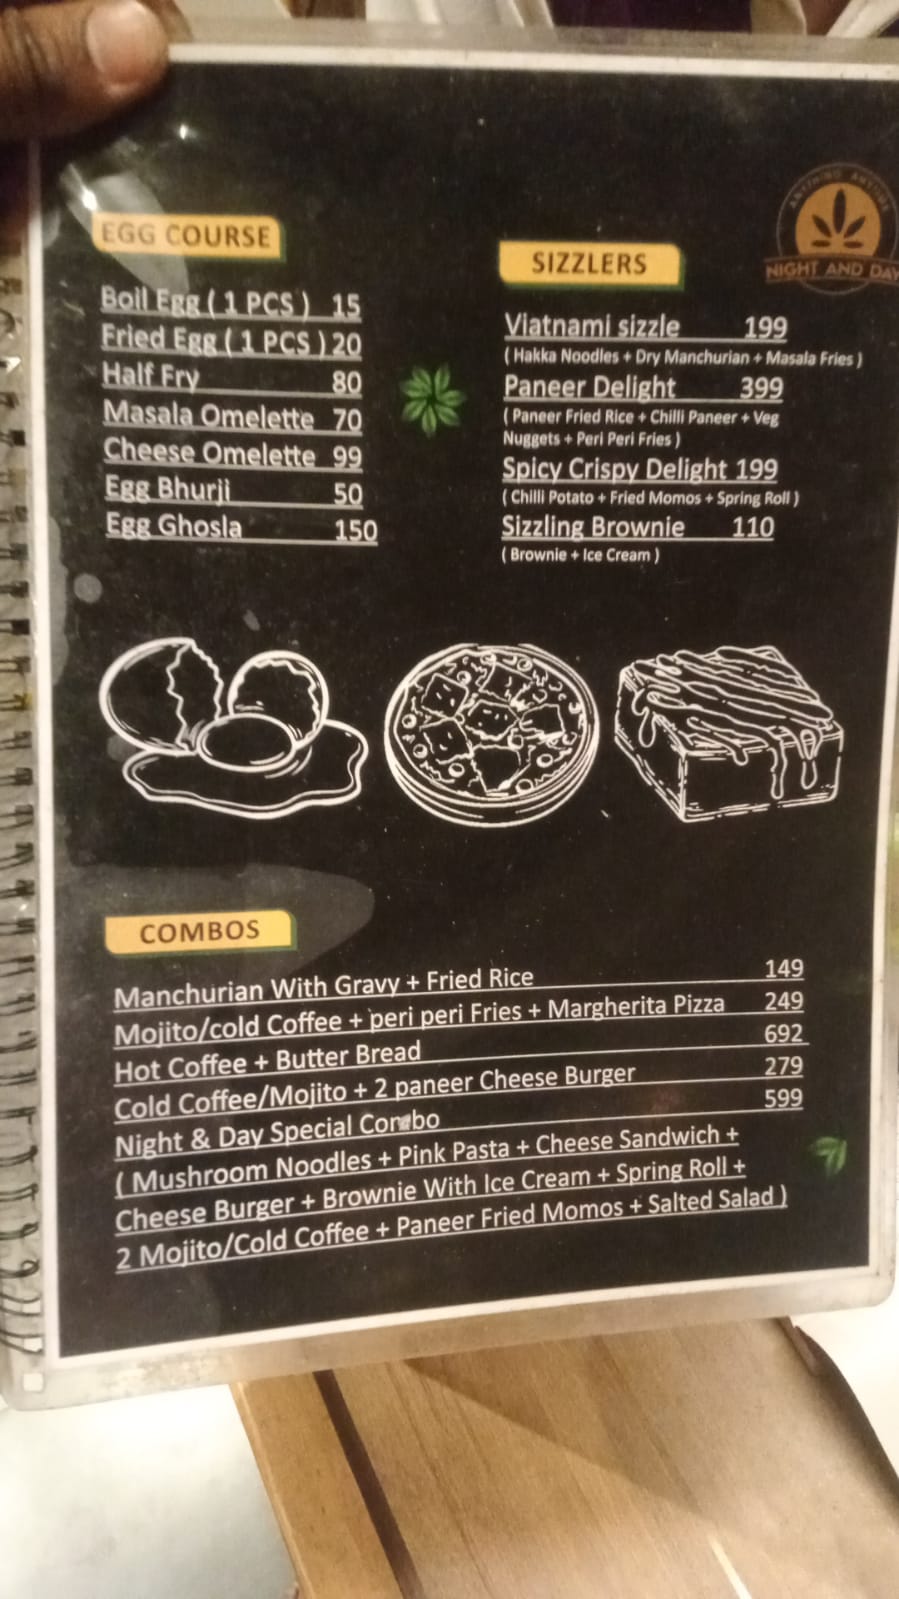 ANYTHING ANYTIME
NIGHT AND DAY
EGG COURSE
Boil Egg ( 1 PCS ) 15
Fried Egg ( 1 PCS ) 20
Half Fry 80
Masala Omelette 70
Cheese Omelette 99
Egg Bhurji 50
Egg Ghosla 150
SIZZLERS
Viatnami sizzle 199
( Hakka Noodles + Dry Manchurian + Masala Fries )
Paneer Delight 399
( Paneer Fried Rice + Chilli Paneer + Veg
Nuggets + Peri Peri Fries )
Spicy Crispy Delight 199
( Chilli Potato + Fried Momos + Spring Roll )
Sizzling Brownie 110
( Brownie + Ice Cream )
COMBOS
Manchurian With Gravy + Fried Rice 149
Mojito/cold Coffee + peri peri Fries + Margherita Pizza 249
Hot Coffee + Butter Bread 692
Cold Coffee/Mojito + 2 paneer Cheese Burger 279
Night & Day Special Combo 599
( Mushroom Noodles + Pink Pasta + Cheese Sandwich +
Cheese Burger + Brownie With Ice Cream + Spring Roll +
2 Mojito/Cold Coffee + Paneer Fried Momos + Salted Salad )